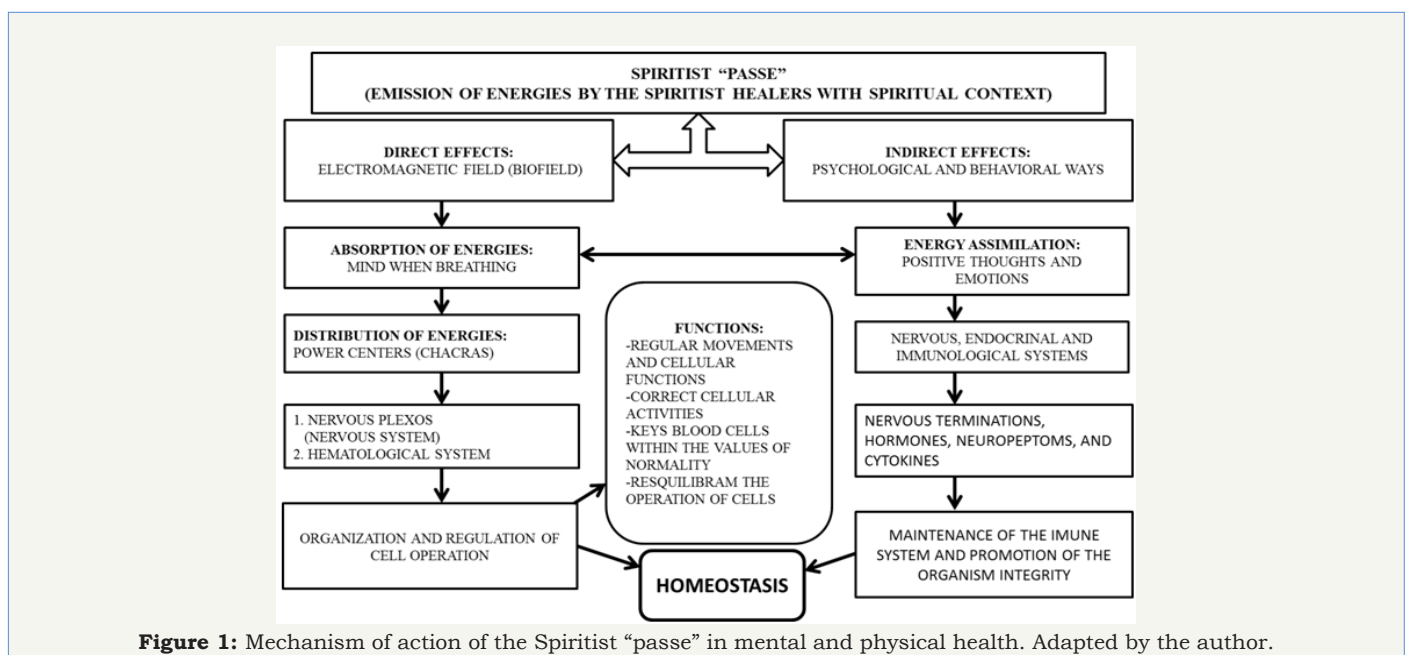 SPIRITIST “PASSE”
(EMISSION OF ENERGIES BY THE SPIRITIST HEALERS WITH SPIRITUAL CONTEXT)
DIRECT EFFECTS:
ELECTROMAGNETIC FIELD (BIOFIELD)
INDIRECT EFFECTS:
PSYCHOLOGICAL AND BEHAVIORAL WAYS
ABSORPTION OF ENERGIES:
MIND WHEN BREATHING
ENERGY ASSIMILATION:
POSITIVE THOUGHTS AND
EMOTIONS
DISTRIBUTION OF ENERGIES:
POWER CENTERS (CHACRAS)
FUNCTIONS:
-REGULAR MOVEMENTS
AND CELLULAR
FUNCTIONS
-CORRECT CELLULAR
ACTIVITIES
-KEYS BLOOD CELLS
WITHIN THE VALUES OF
NORMALITY
-RESQUILIBRAM THE
OPERATION OF CELLS
NERVOUS, ENDOCRINAL AND
IMMUNOLOGICAL SYSTEMS
1. NERVOUS PLEXOS
(NERVOUS SYSTEM)
2. HEMATOLOGICAL SYSTEM
NERVOUS TERMINATIONS,
HORMONES, NEUROPEPTOMS, AND
CYTOKINES
ORGANIZATION AND REGULATION OF
CELL OPERATION
MAINTENANCE OF THE IMUNE
SYSTEM AND PROMOTION OF THE
ORGANISM INTEGRITY
HOMEOSTASIS
Figure 1: Mechanism of action of the Spiritist “passe” in mental and physical health. Adapted by the author.